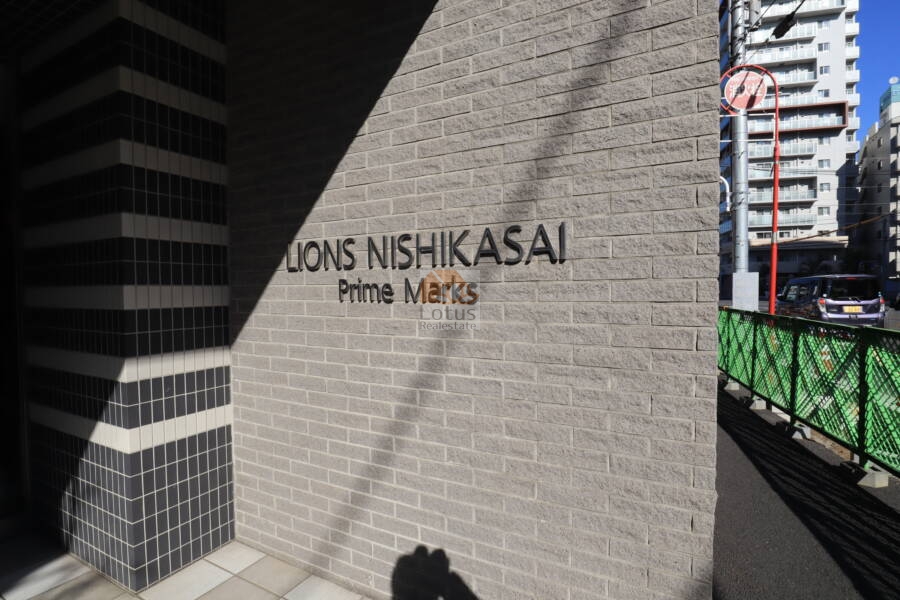 LIONS NISHIKASAI
Prime Marks
Lotus
Realestate